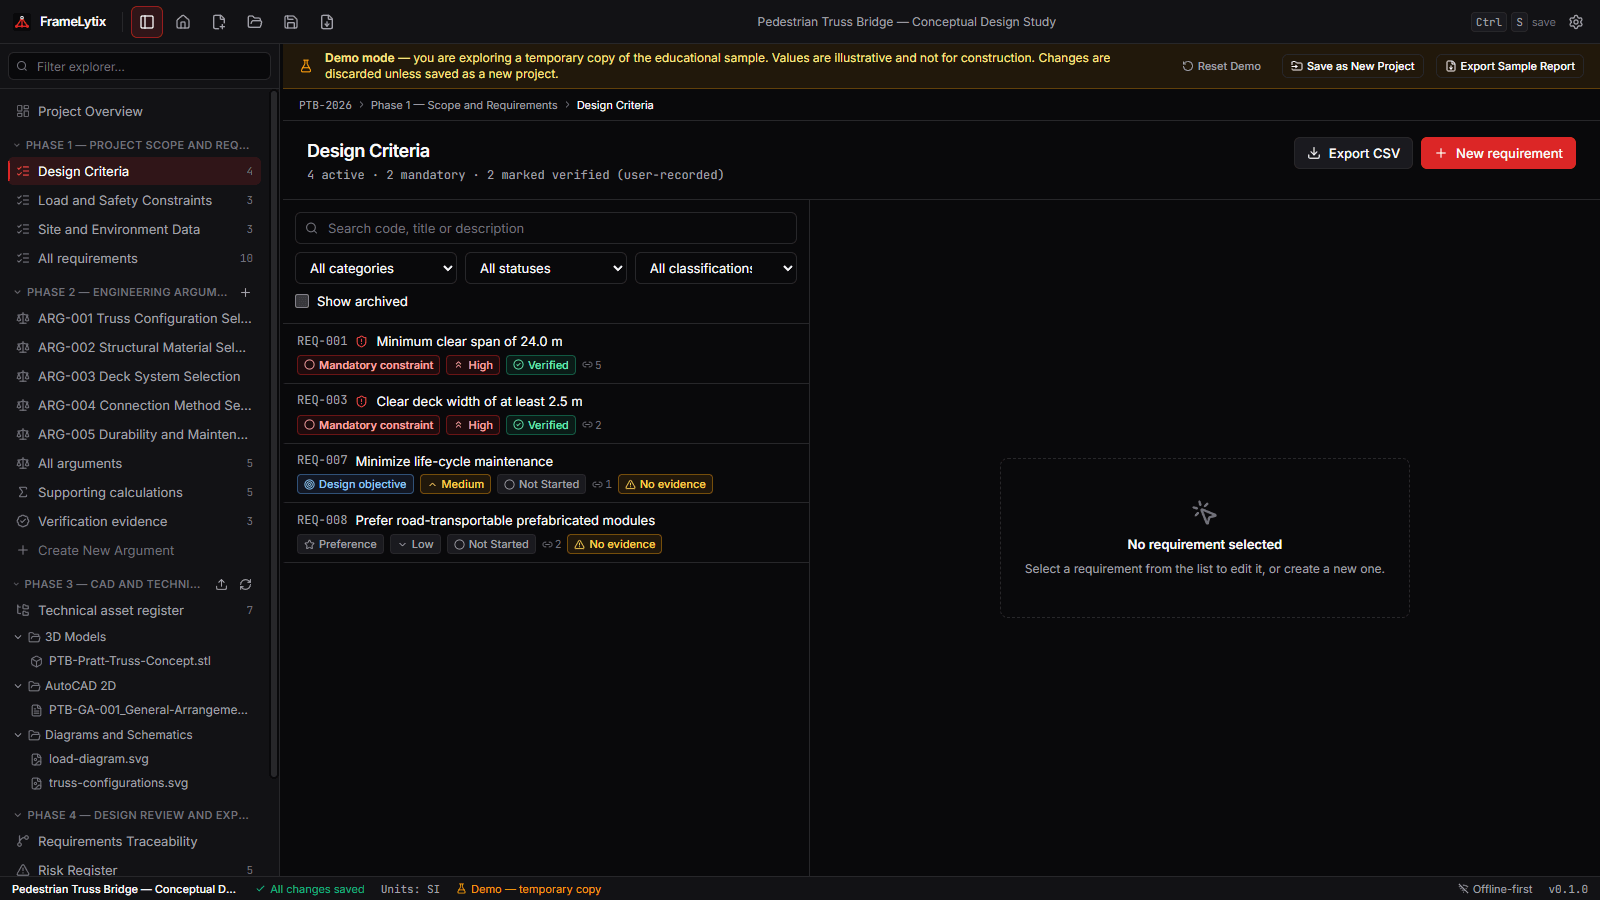 FrameLytix
Pedestrian Truss Bridge — Conceptual Design Study
Ctrl S save
Filter explorer...
Project Overview
PHASE 1 — PROJECT SCOPE AND REQ...
Design Criteria 4
Load and Safety Constraints 3
Site and Environment Data 3
All requirements 10
PHASE 2 — ENGINEERING ARGUM...
ARG-001 Truss Configuration Sel...
ARG-002 Structural Material Sel...
ARG-003 Deck System Selection
ARG-004 Connection Method Se...
ARG-005 Durability and Mainten...
All arguments 5
Supporting calculations 5
Verification evidence 3
Create New Argument
PHASE 3 — CAD AND TECHNI...
Technical asset register 7
3D Models
PTB-Pratt-Truss-Concept.stl
AutoCAD 2D
PTB-GA-001_General-Arrangeme...
Diagrams and Schematics
load-diagram.svg
truss-configurations.svg
PHASE 4 — DESIGN REVIEW AND EXP...
Requirements Traceability
Risk Register 5
Demo mode — you are exploring a temporary copy of the educational sample. Values are illustrative and not for construction. Changes are
discarded unless saved as a new project.
Reset Demo
Save as New Project
Export Sample Report
PTB-2026 › Phase 1 — Scope and Requirements › Design Criteria
Design Criteria
4 active · 2 mandatory · 2 marked verified (user-recorded)
Export CSV
New requirement
Search code, title or description
All categories
All statuses
All classifications
Show archived
REQ-001 Minimum clear span of 24.0 m
Mandatory constraint High Verified 5
REQ-003 Clear deck width of at least 2.5 m
Mandatory constraint High Verified 2
REQ-007 Minimize life-cycle maintenance
Design objective Medium Not Started 1 No evidence
REQ-008 Prefer road-transportable prefabricated modules
Preference Low Not Started 2 No evidence
No requirement selected
Select a requirement from the list to edit it, or create a new one.
Pedestrian Truss Bridge — Conceptual D...
All changes saved
Units: SI
Demo — temporary copy
Offline-first
v0.1.0